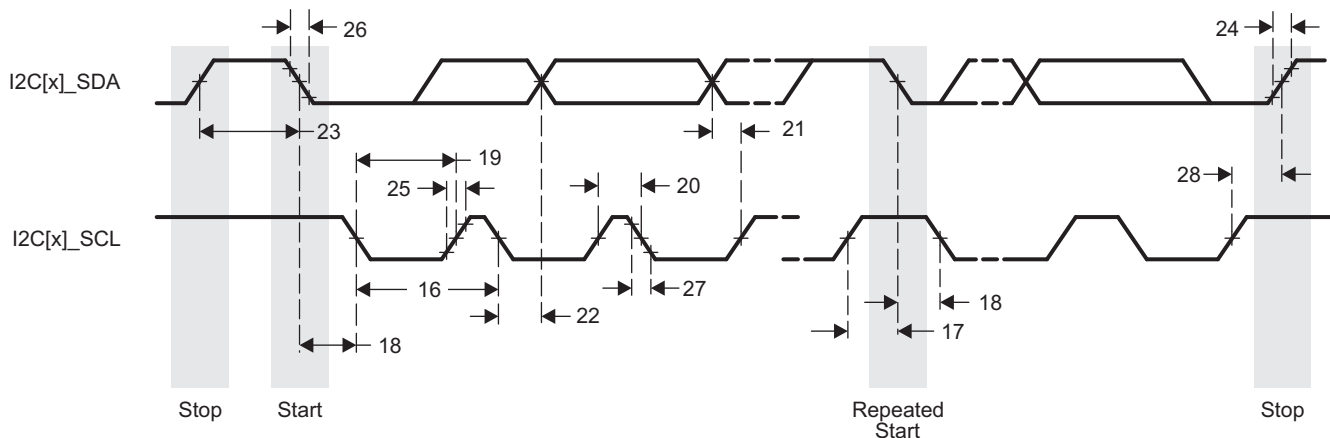 26
24
I2C[x]_SDA
23
21
19
25
20
28
I2C[x]_SCL
16
27
18
22
17
18
Stop
Start
Repeated
Start
Stop